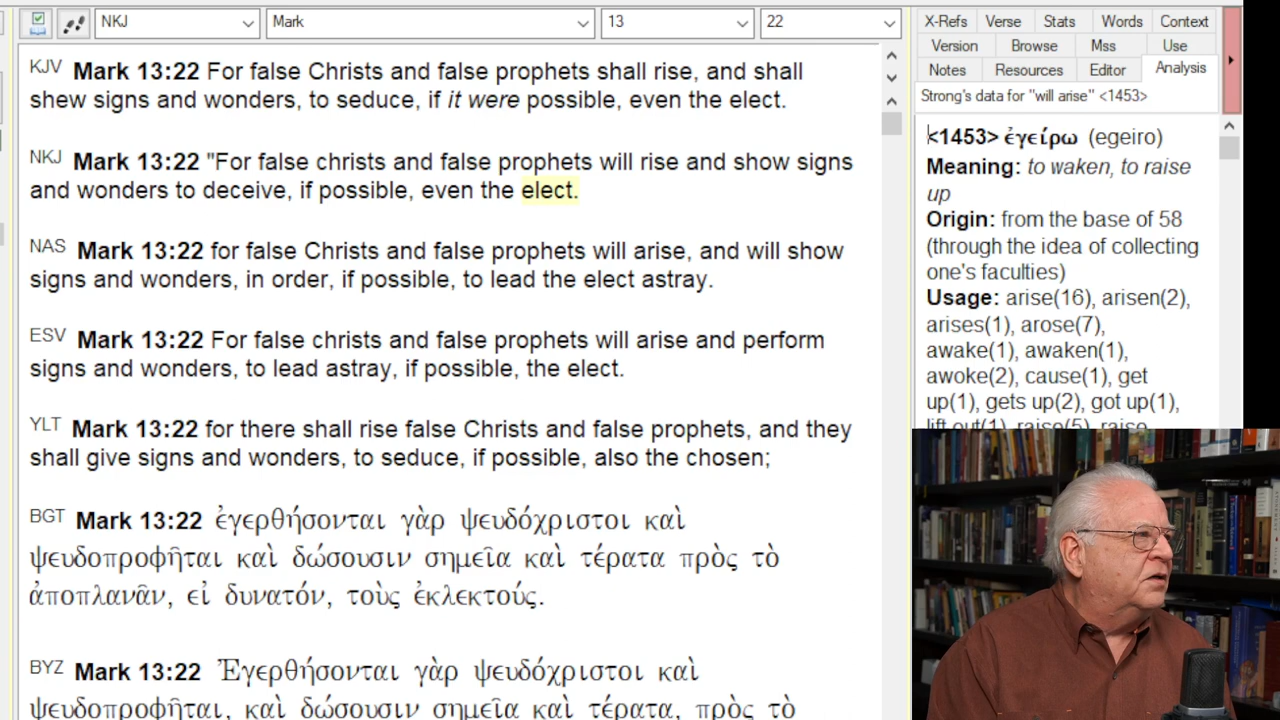 NKJ Mark 13 22
KJV Mark 13:22 For false Christs and false prophets shall rise, and shall
shew signs and wonders, to seduce, if it were possible, even the elect.
NKJ Mark 13:22 "For false christs and false prophets will rise and show signs
and wonders to deceive, if possible, even the elect.
NAS Mark 13:22 for false Christs and false prophets will arise, and will show
signs and wonders, in order, if possible, to lead the elect astray.
ESV Mark 13:22 For false christs and false prophets will arise and perform
signs and wonders, to lead astray, if possible, the elect.
YLT Mark 13:22 for there shall rise false Christs and false prophets, and they
shall give signs and wonders, to seduce, if possible, also the chosen;
BGT Mark 13:22 ἐγερθήσονται γὰρ ψευδόχριστοι καὶ
ψευδοπροφῆται καὶ δώσουσιν σημεῖα καὶ τέρατα πρὸς τὸ
ἀποπλανᾶν, εἰ δυνατόν, τοὺς ἐκλεκτούς.
BYZ Mark 13:22 Ἐγερθήσονται γὰρ ψευδόχριστοι καὶ
ψευδοπροφῆται, καὶ δώσουσιν σημεῖα καὶ τέρατα, πρὸς τὸ
X-Refs Verse Stats Words Context
Version Browse Mss Use
Notes Resources Editor Analysis
Strong's data for "will arise" <1453>
<1453> ἐγείρω (egeiro)
Meaning: to waken, to raise
up
Origin: from the base of 58
(through the idea of collecting
one's faculties)
Usage: arise(16), arisen(2),
arises(1), arose(7),
awake(1), awaken(1),
awoke(2), cause(1), get
up(1), gets up(2), got up(1),
lift out(1), raise(5), raise